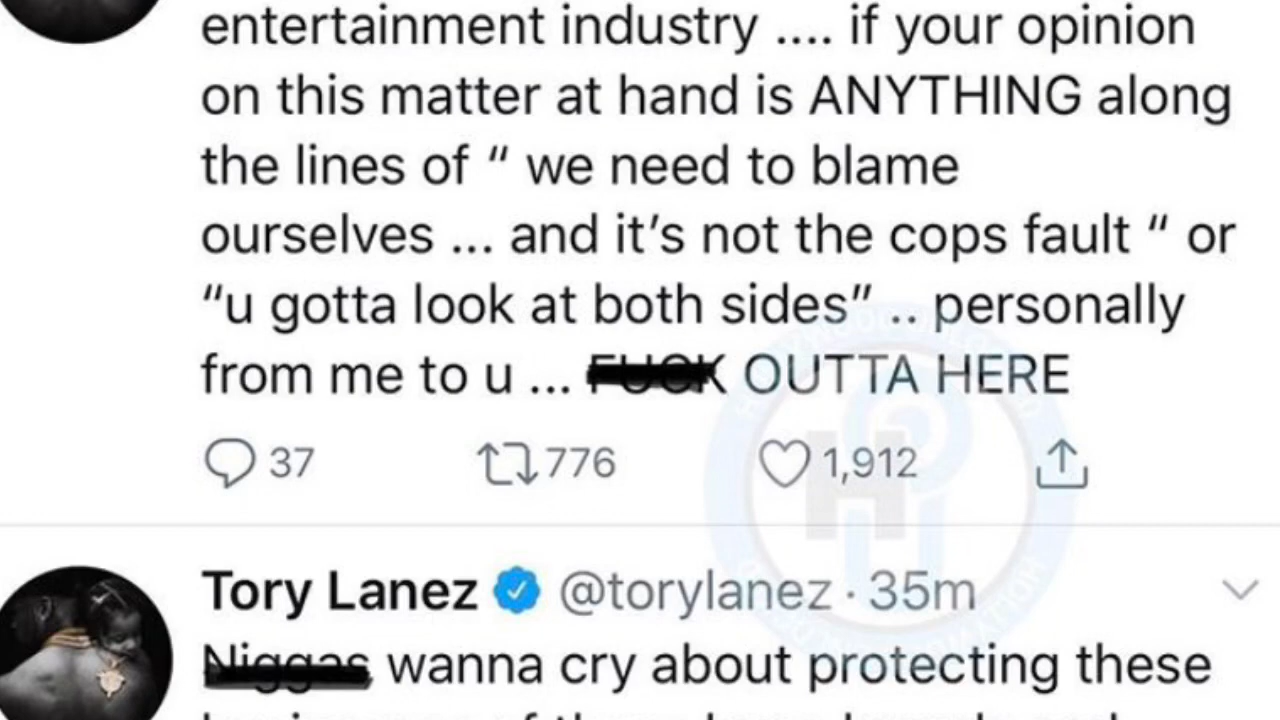 entertainment industry .... if your opinion
on this matter at hand is ANYTHING along
the lines of “ we need to blame
ourselves ... and it’s not the cops fault “ or
“u gotta look at both sides” .. personally
from me to u ... FUCK OUTTA HERE
37 776 1,912
Tory Lanez @torylanez · 35m
Niggas wanna cry about protecting these